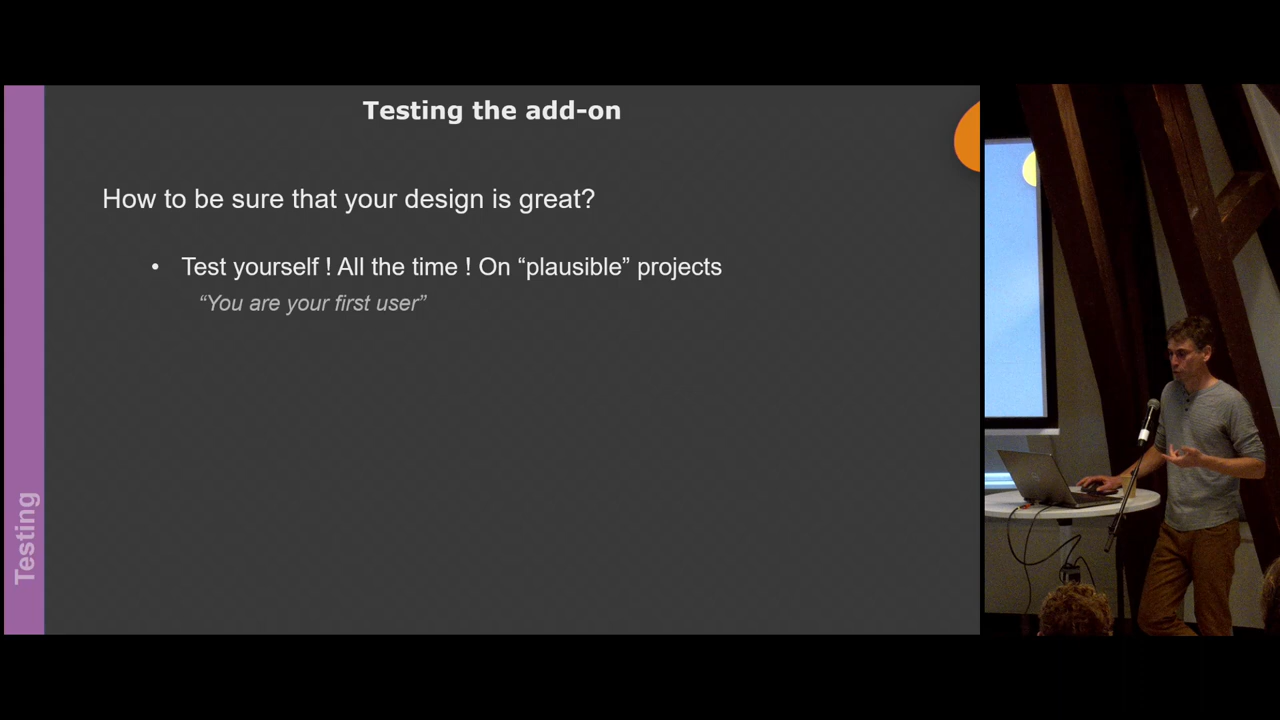 Testing the add-on
How to be sure that your design is great?
• Test yourself ! All the time ! On “plausible” projects
“You are your first user”
Testing